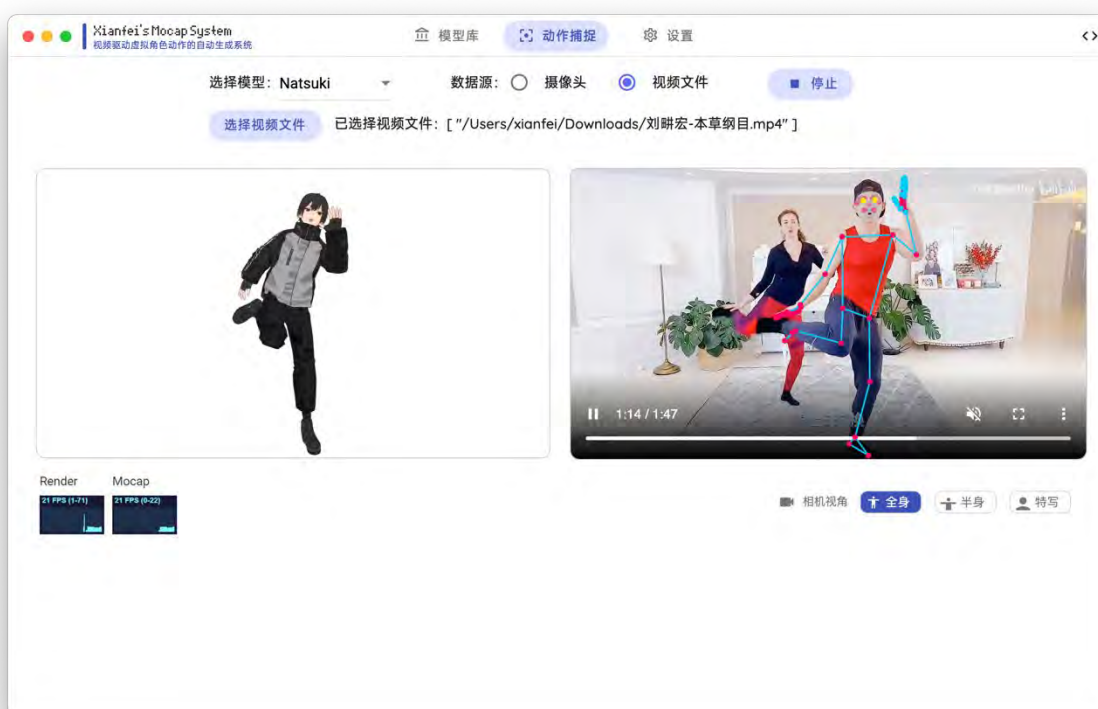 Xianfei's Mocap System
视频驱动虚拟角色动作的自动生成系统
模型库
动作捕捉
设置
选择模型: Natsuki
数据源:
摄像头
视频文件
停止
选择视频文件
已选择视频文件: [ "/Users/xianfei/Downloads/刘畊宏-本草纲目.mp4" ]
1:14 / 1:47
Render
Mocap
21 FPS (1-71)
21 FPS (0-22)
相机视角
全身
半身
特写